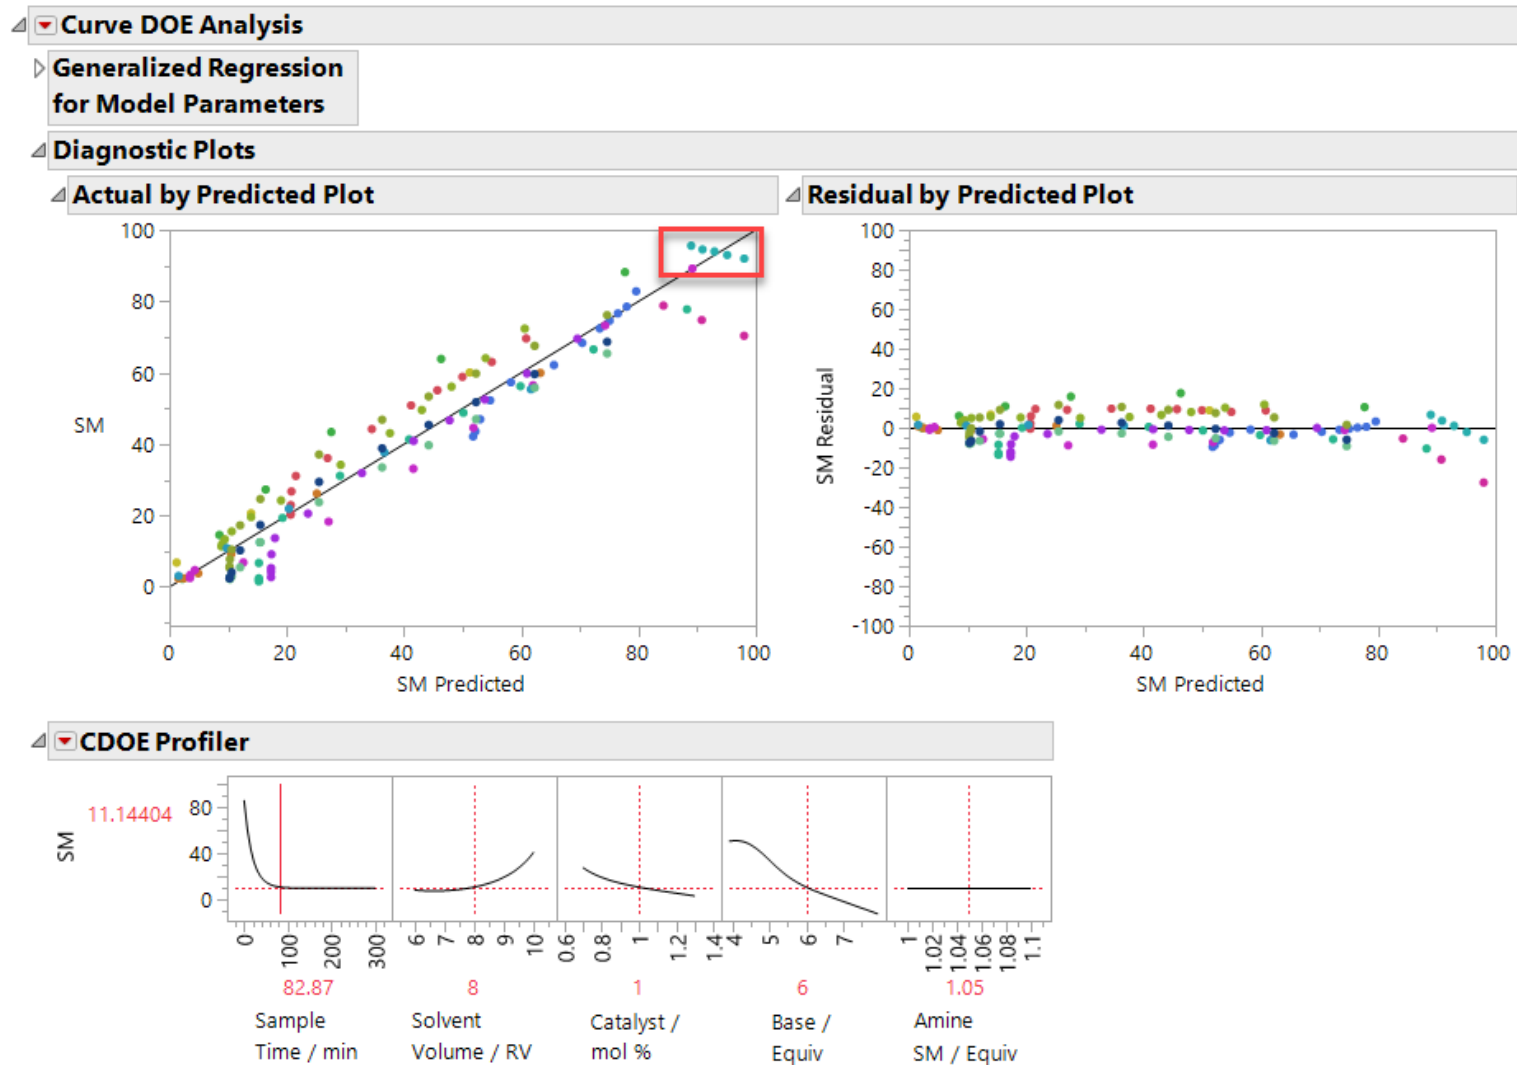 Curve DOE Analysis
Generalized Regression
for Model Parameters
Diagnostic Plots
Actual by Predicted Plot
Residual by Predicted Plot
100
80
60
40
20
0
SM
0 20 40 60 80 100
SM Predicted
100
80
60
40
20
0
-20
-40
-60
-80
-100
SM Residual
0 20 40 60 80 100
SM Predicted
CDOE Profiler
SM
11.14404
80
40
0
0 100 200 300
6 7 8 9 10
0.6 0.8 1 1.2 1.4
4 5 6 7
1 1.02 1.04 1.06 1.08 1.1
82.87 8 1 6 1.05
Sample Solvent Catalyst / Base / Amine
Time / min Volume / RV mol % Equiv SM / Equiv